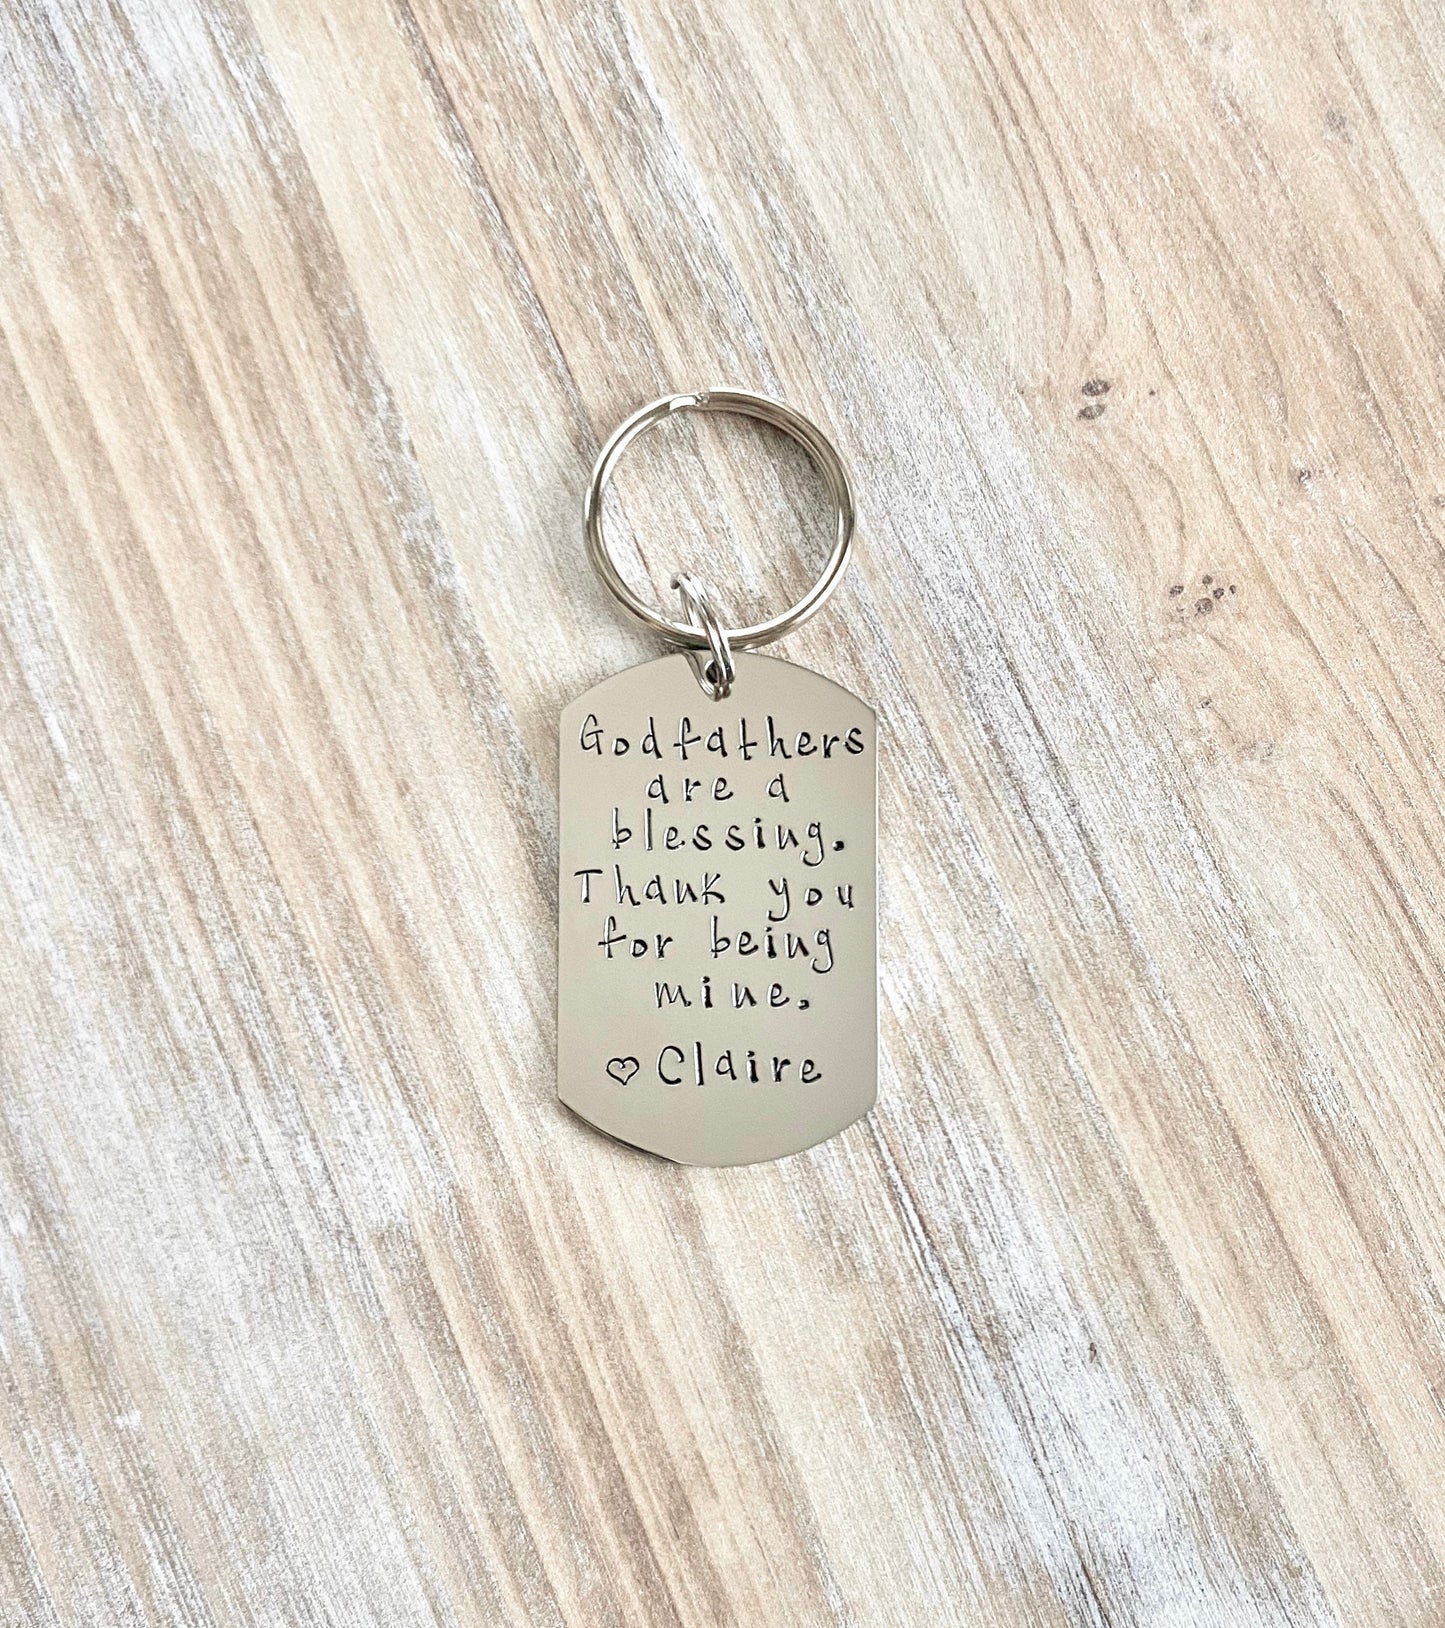 Godfathers
are a
blessing.
Thank you
for being
mine.
♡ Claire